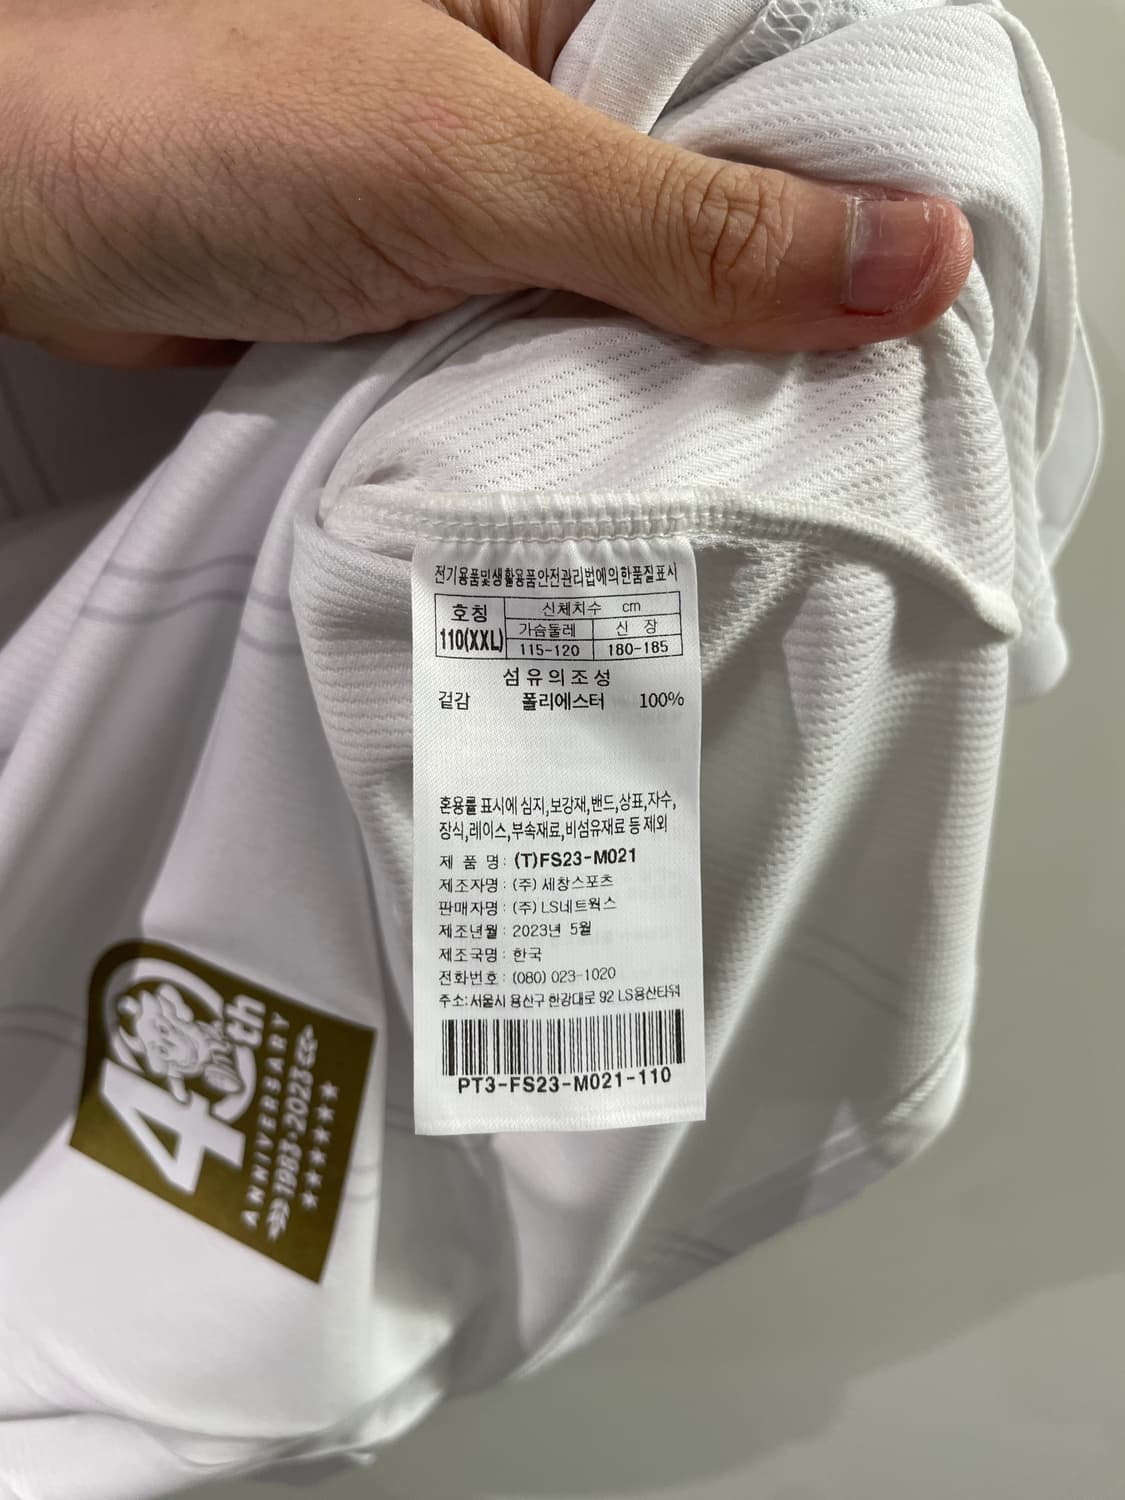 전기용품및생활용품안전관리법에의한품질표시
호칭 신체치수 cm
110(XXL) 가슴둘레 신 장
115-120 180-185
섬유의조성
겉감 폴리에스터 100%
혼용률 표시에 심지,보강재,밴드,상표,자수,
장식,레이스,부속재료,비섬유재료 등 제외
제 품 명: (T)FS23-M021
제조자명: (주) 세창스포츠
판매자명: (주) LS네트웍스
제조년월: 2023년 5월
제조국명: 한국
전화번호: (080) 023-1020
주소:서울시 용산구 한강대로 92 LS용산타워
PT3-FS23-M021-110
40th
ANNIVERSARY
1983·2023